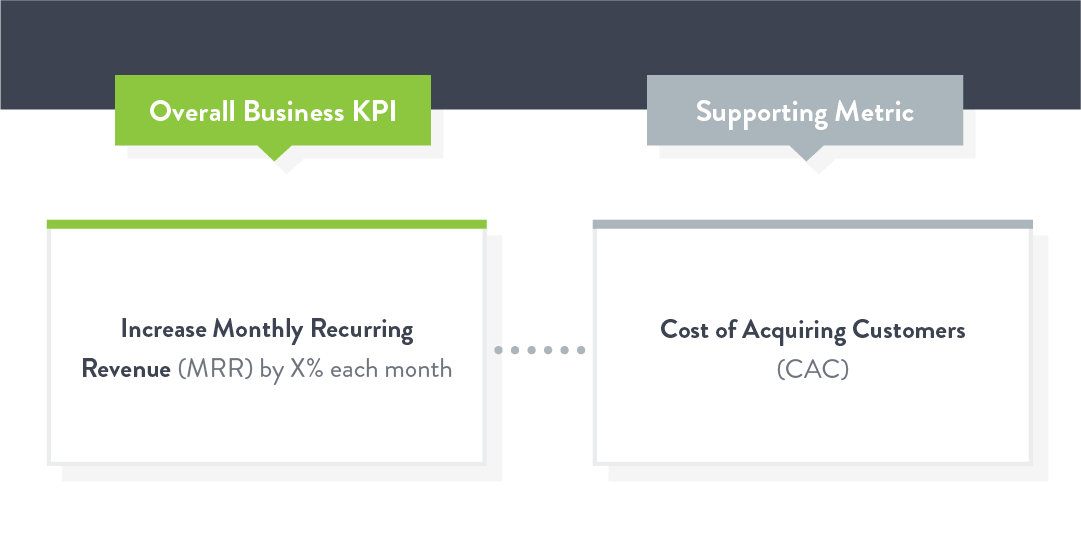 Overall Business KPI
Supporting Metric
Increase Monthly Recurring
Revenue (MRR) by X% each month
Cost of Acquiring Customers
(CAC)